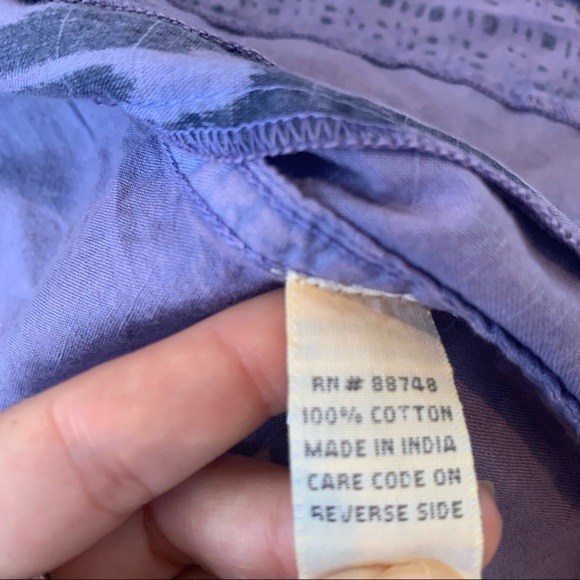 RN # 88748
100% COTTON
MADE IN INDIA
CARE CODE ON
REVERSE SIDE